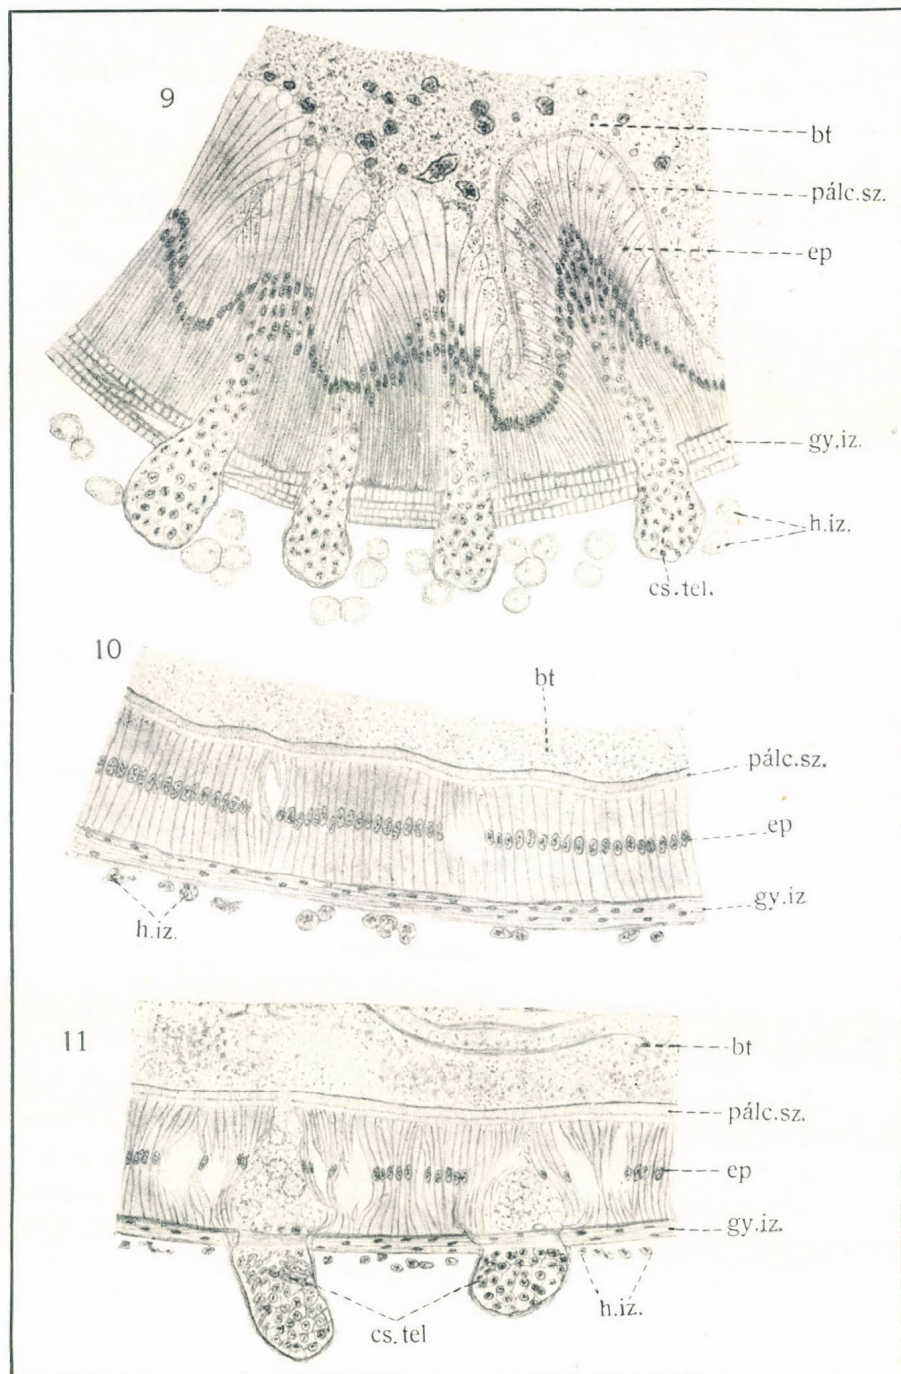 9
bt
pálc.sz.
ep
gy.iz.
h.iz.
cs.tel.
10
bt
pálc.sz.
ep
gy.iz
h.iz.
11
bt
pálc.sz.
ep
gy.iz.
h.iz.
cs.tel